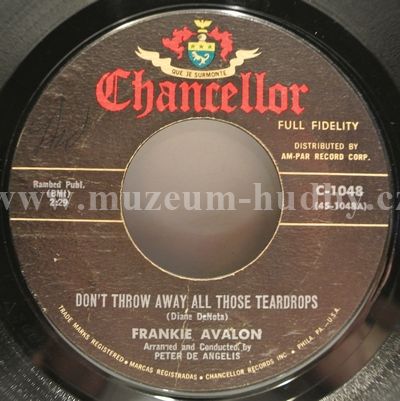 QUE JE SURMONTE
Chancellor
FULL FIDELITY
DISTRIBUTED BY
AM-PAR RECORD CORP.
Rambed Publ.
(BMI)
2:29
C-1048
(45-1048A)
www.muzeum-hudby.cz
DON'T THROW AWAY ALL THOSE TEARDROPS
(Diane DeNota)
FRANKIE AVALON
Arranged and Conducted by
PETER DE ANGELIS
TRADE MARKS REGISTERED • MARCAS REGISTRADAS • CHANCELLOR RECORDS INC. • PHILA PA.—U.S.A.